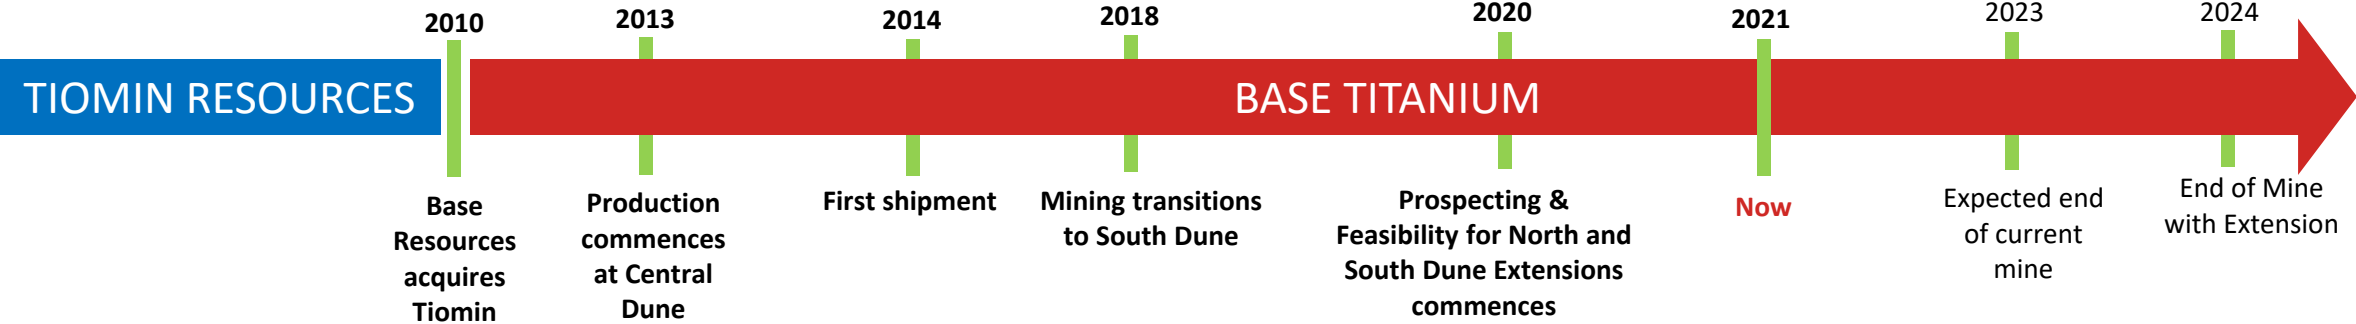 2010
2013
2014
2018
2020
2021
2023
2024
TIOMIN RESOURCES
BASE TITANIUM
Base
Resources
acquires
Tiomin
Production
commences
at Central
Dune
First shipment
Mining transitions
to South Dune
Prospecting &
Feasibility for North and
South Dune Extensions
commences
Now
Expected end
of current
mine
End of Mine
with Extension